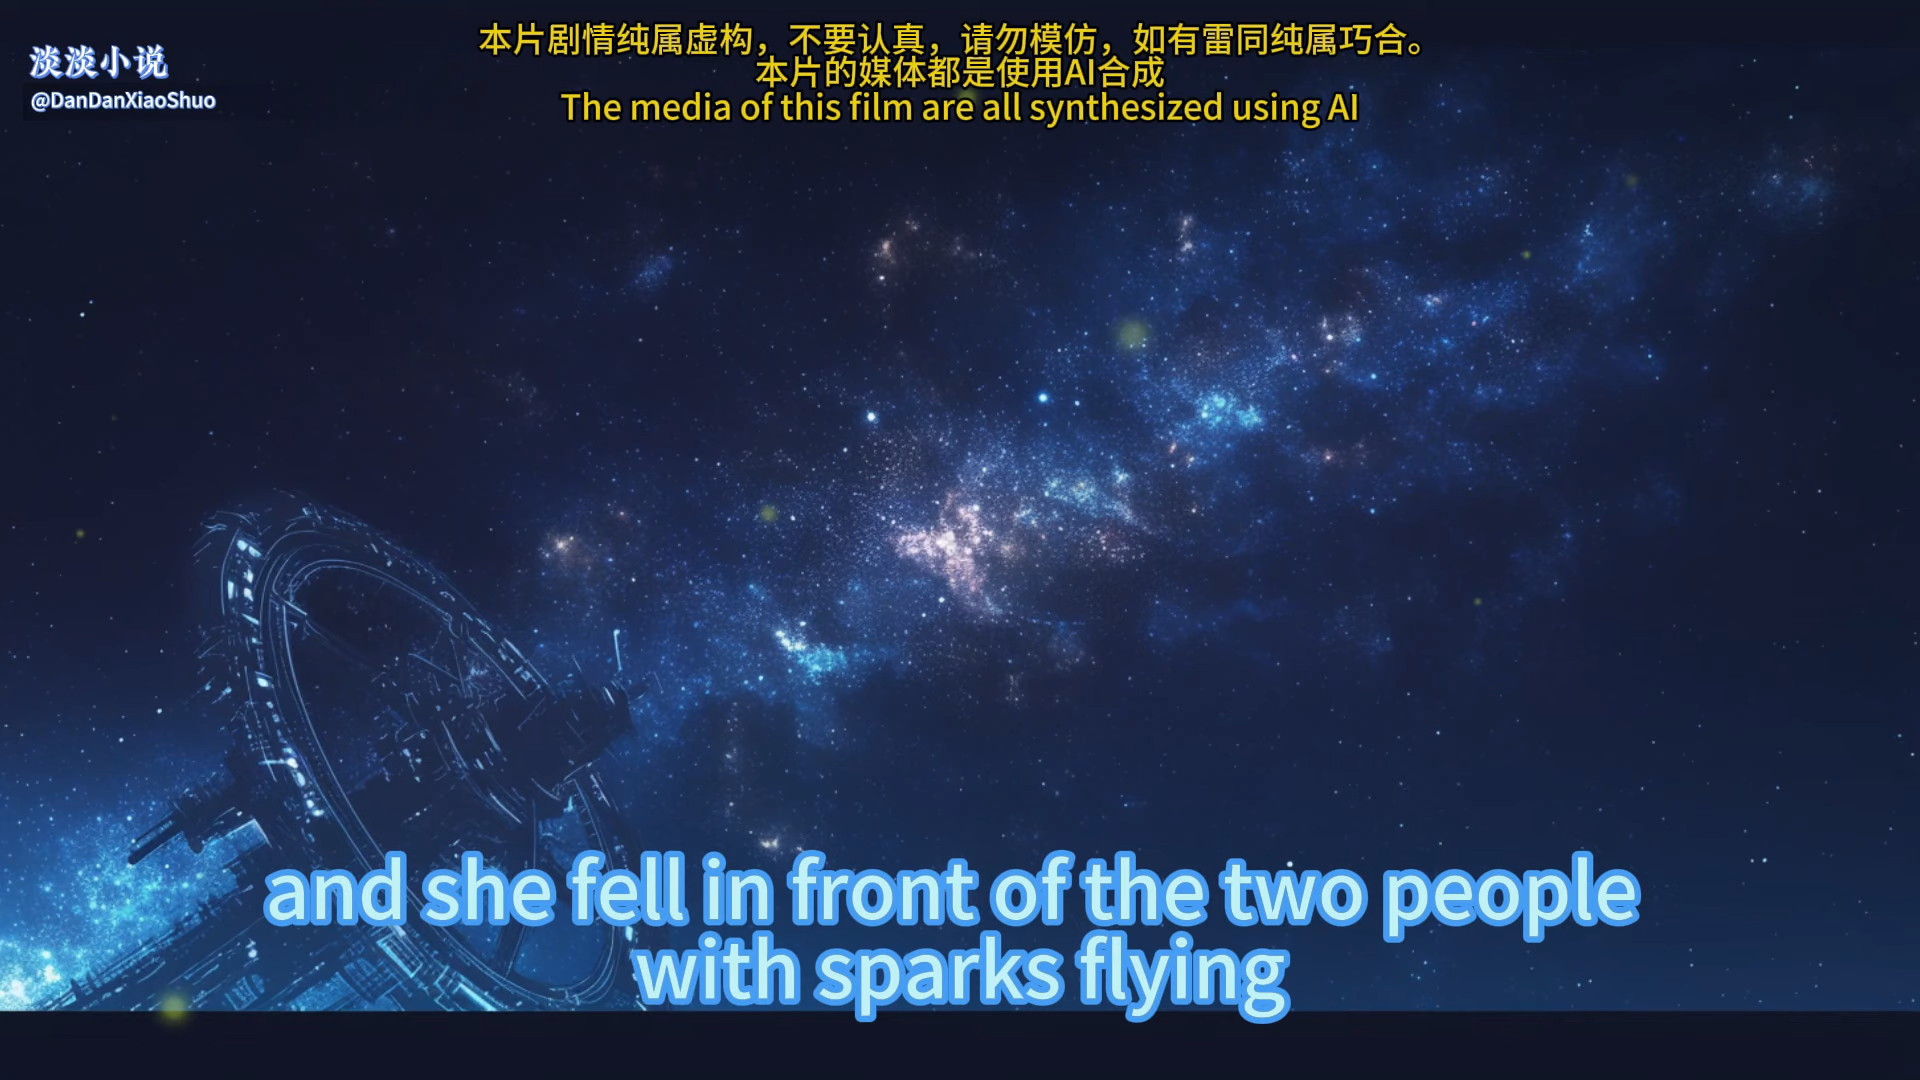 淡淡小说
@DanDanXiaoShuo
本片剧情纯属虚构，不要认真，请勿模仿，如有雷同纯属巧合。
本片的媒体都是使用AI合成
The media of this film are all synthesized using AI
and she fell in front of the two people
with sparks flying